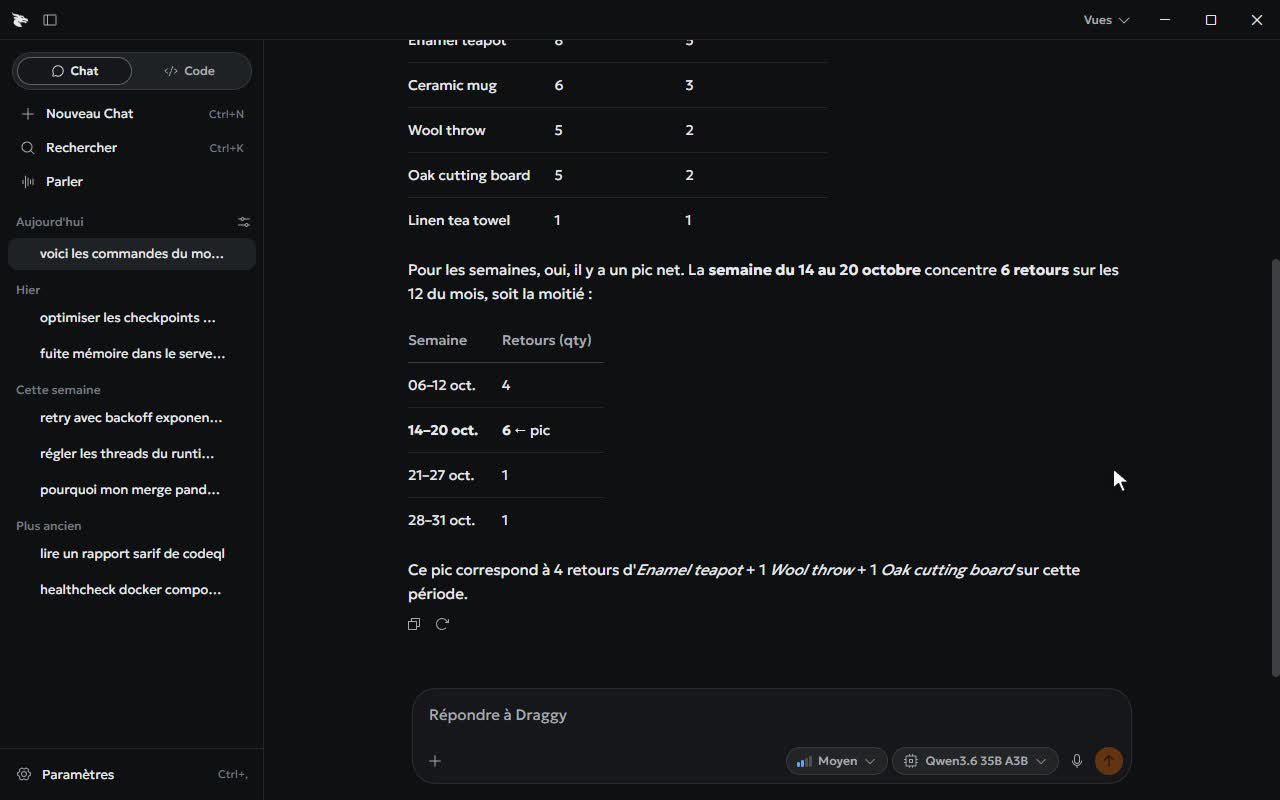 Vues
Chat
Code
Nouveau Chat Ctrl+N
Rechercher Ctrl+K
Parler
Aujourd'hui
voici les commandes du mo...
Hier
optimiser les checkpoints ...
fuite mémoire dans le serve...
Cette semaine
retry avec backoff exponen...
régler les threads du runti...
pourquoi mon merge pand...
Plus ancien
lire un rapport sarif de codeql
healthcheck docker compo...
Paramètres Ctrl+,
Enamel teapot
Ceramic mug 6 3
Wool throw 5 2
Oak cutting board 5 2
Linen tea towel 1 1
Pour les semaines, oui, il y a un pic net. La semaine du 14 au 20 octobre concentre 6 retours sur les
12 du mois, soit la moitié :
Semaine Retours (qty)
06–12 oct. 4
14–20 oct. 6 ← pic
21–27 oct. 1
28–31 oct. 1
Ce pic correspond à 4 retours d'Enamel teapot + 1 Wool throw + 1 Oak cutting board sur cette
période.
Répondre à Draggy
Moyen
Qwen3.6 35B A3B